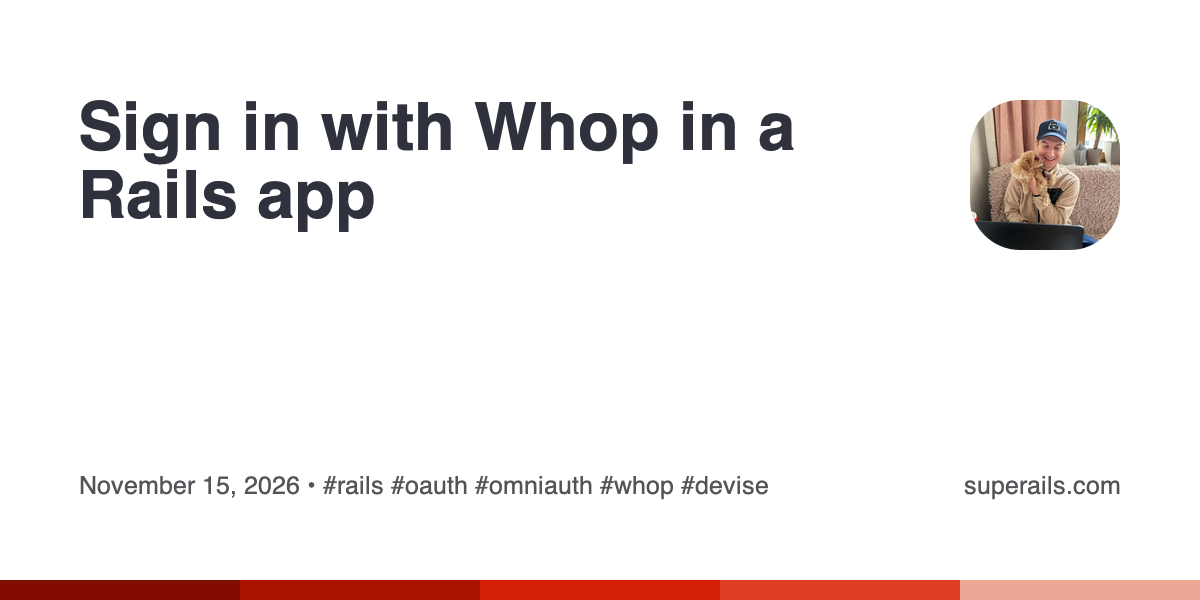 Sign in with Whop in a
Rails app
November 15, 2026 • #rails #oauth #omniauth #whop #devise
superails.com